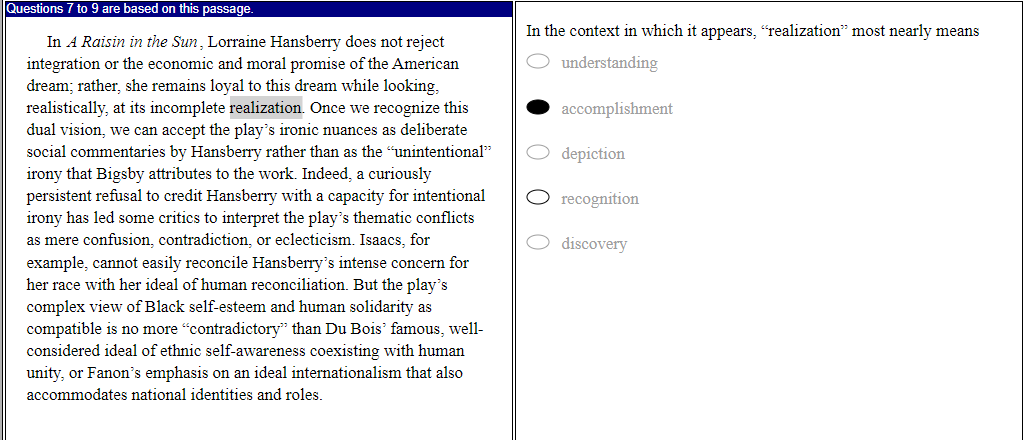 Questions 7 to 9 are based on this passage.
In A Raisin in the Sun, Lorraine Hansberry does not reject
integration or the economic and moral promise of the American
dream; rather, she remains loyal to this dream while looking,
realistically, at its incomplete realization. Once we recognize this
dual vision, we can accept the play’s ironic nuances as deliberate
social commentaries by Hansberry rather than as the “unintentional”
irony that Bigsby attributes to the work. Indeed, a curiously
persistent refusal to credit Hansberry with a capacity for intentional
irony has led some critics to interpret the play’s thematic conflicts
as mere confusion, contradiction, or eclecticism. Isaacs, for
example, cannot easily reconcile Hansberry’s intense concern for
her race with her ideal of human reconciliation. But the play’s
complex view of Black self-esteem and human solidarity as
compatible is no more “contradictory” than Du Bois’ famous, well-
considered ideal of ethnic self-awareness coexisting with human
unity, or Fanon’s emphasis on an ideal internationalism that also
accommodates national identities and roles.
In the context in which it appears, “realization” most nearly means
understanding
accomplishment
depiction
recognition
discovery